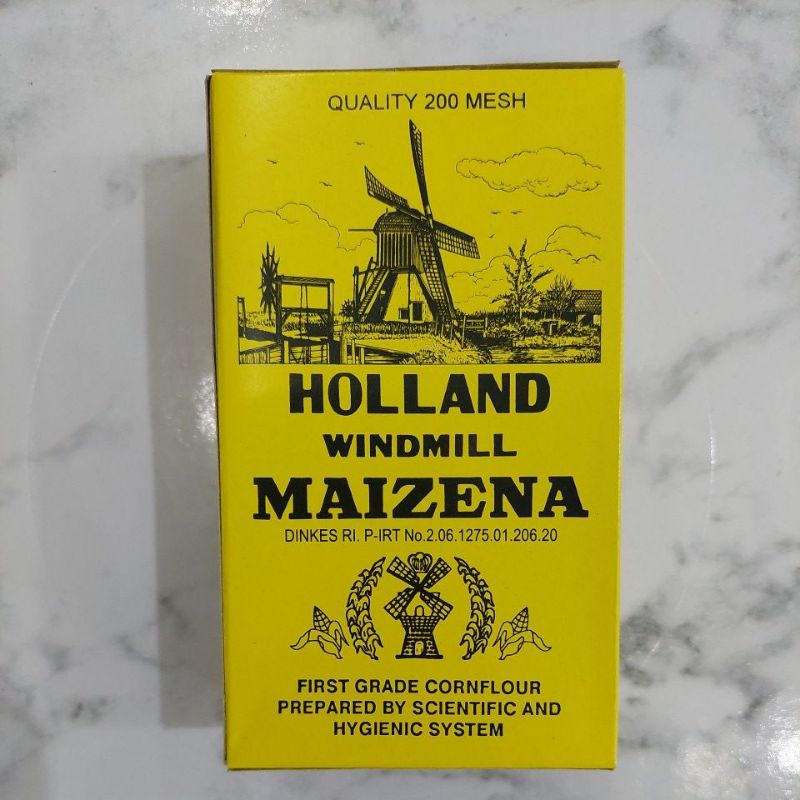 QUALITY 200 MESH
HOLLAND
WINDMILL
MAIZENA
DINKES RI. P-IRT No.2.06.1275.01.206.20
FIRST GRADE CORNFLOUR
PREPARED BY SCIENTIFIC AND
HYGIENIC SYSTEM